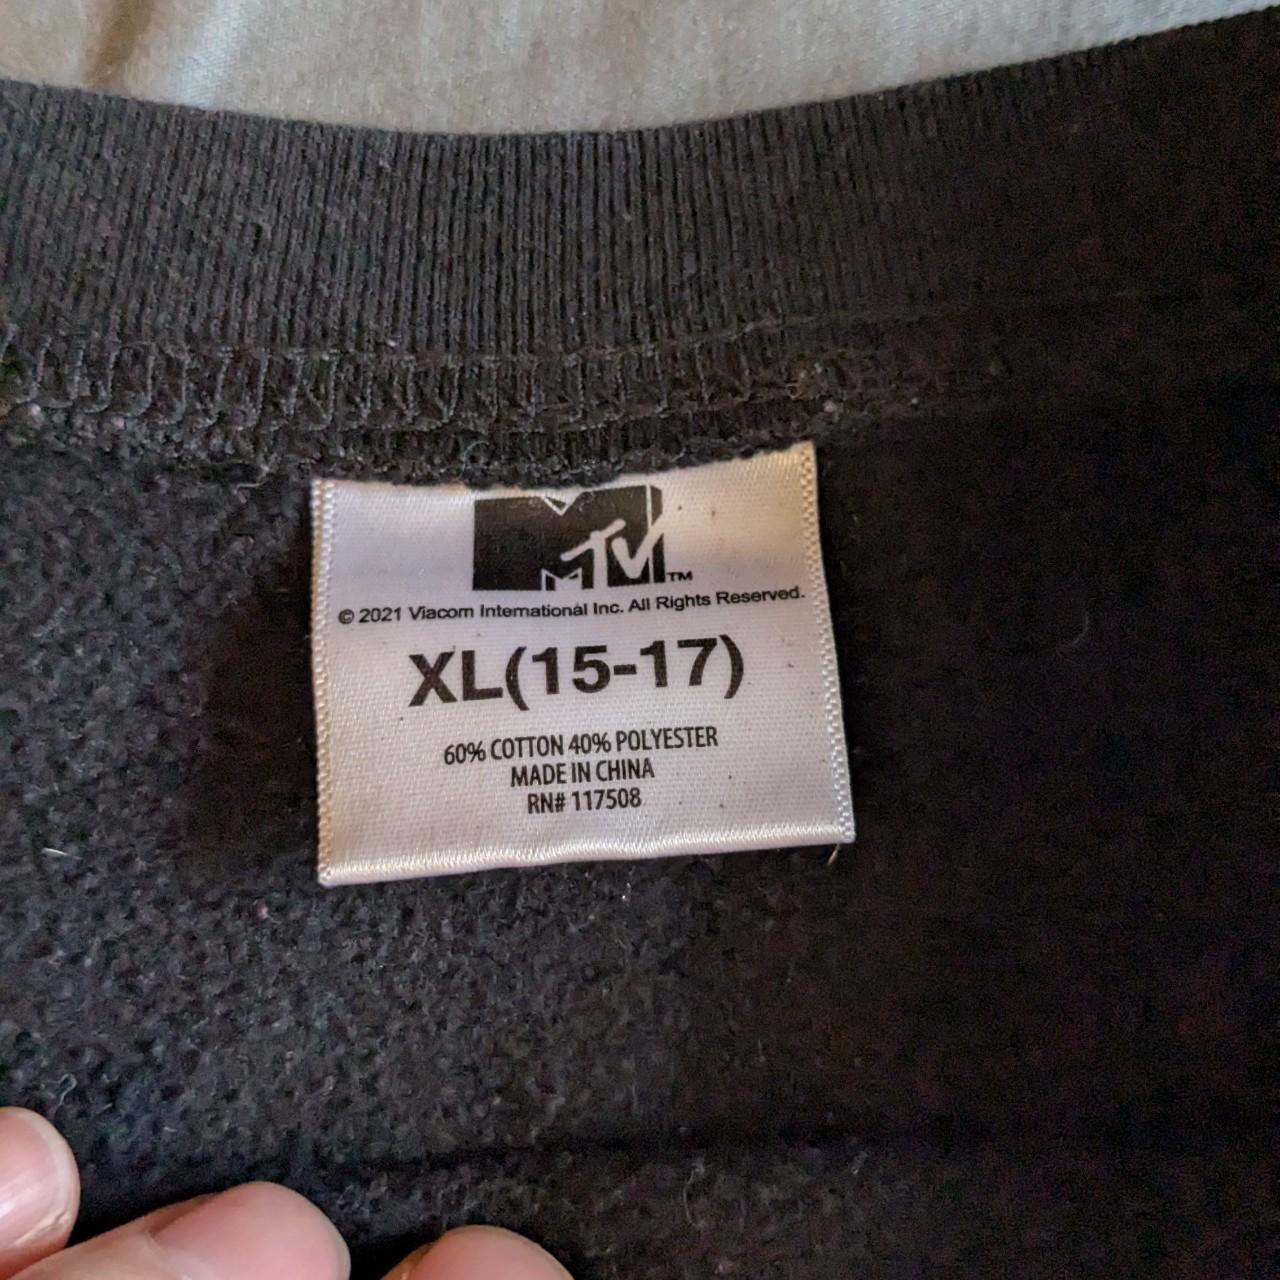 MTV™
© 2021 Viacom International Inc. All Rights Reserved.
XL(15-17)
60% COTTON 40% POLYESTER
MADE IN CHINA
RN# 117508